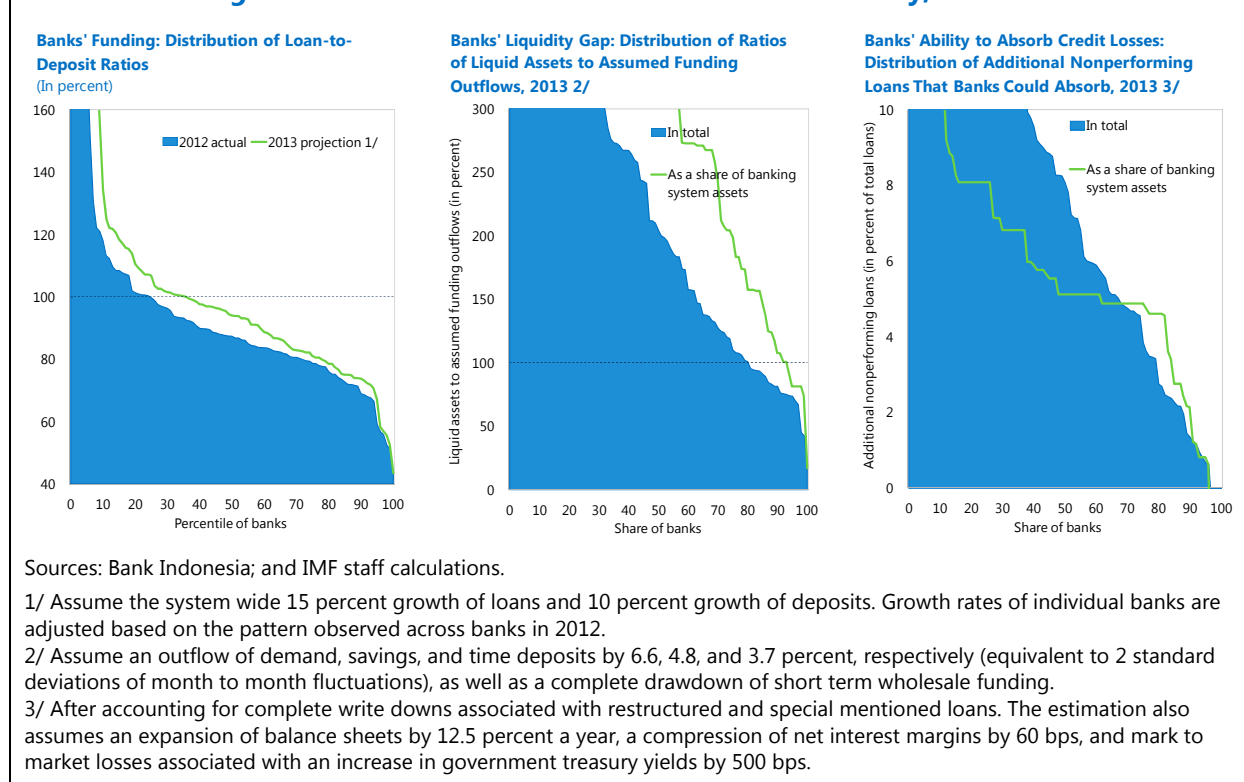 Banks' Funding: Distribution of Loan-to-
Deposit Ratios
(In percent)
160
140
120
100
80
60
40
2012 actual
2013 projection 1/
0 10 20 30 40 50 60 70 80 90 100
Percentile of banks
Banks' Liquidity Gap: Distribution of Ratios
of Liquid Assets to Assumed Funding
Outflows, 2013 2/
Liquid assets to assumed funding outflows (in percent)
300
250
200
150
100
50
0
In total
As a share of banking
system assets
0 10 20 30 40 50 60 70 80 90 100
Share of banks
Banks' Ability to Absorb Credit Losses:
Distribution of Additional Nonperforming
Loans That Banks Could Absorb, 2013 3/
Additional nonperforming loans (in percent of total loans)
10
8
6
4
2
0
In total
As a share of banking
system assets
0 10 20 30 40 50 60 70 80 90 100
Share of banks
Sources: Bank Indonesia; and IMF staff calculations.
1/ Assume the system wide 15 percent growth of loans and 10 percent growth of deposits. Growth rates of individual banks are
adjusted based on the pattern observed across banks in 2012.
2/ Assume an outflow of demand, savings, and time deposits by 6.6, 4.8, and 3.7 percent, respectively (equivalent to 2 standard
deviations of month to month fluctuations), as well as a complete drawdown of short term wholesale funding.
3/ After accounting for complete write downs associated with restructured and special mentioned loans. The estimation also
assumes an expansion of balance sheets by 12.5 percent a year, a compression of net interest margins by 60 bps, and mark to
market losses associated with an increase in government treasury yields by 500 bps.